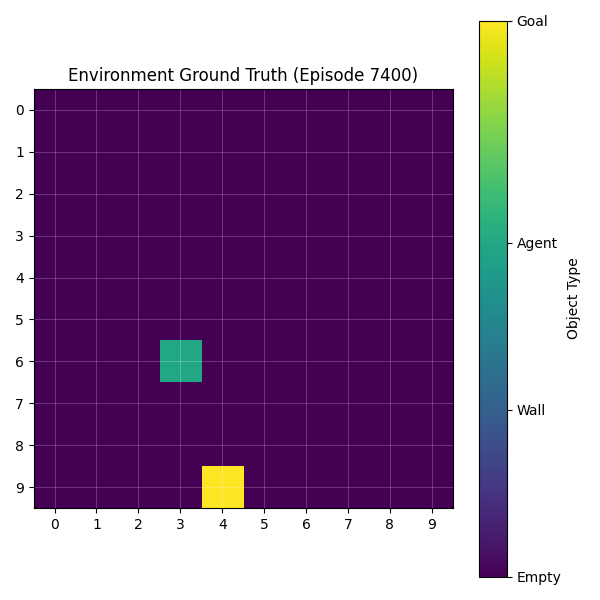 Environment Ground Truth (Episode 7400)
0
1
2
3
4
5
6
7
8
9
0 1 2 3 4 5 6 7 8 9
Goal
Agent
Wall
Empty
Object Type